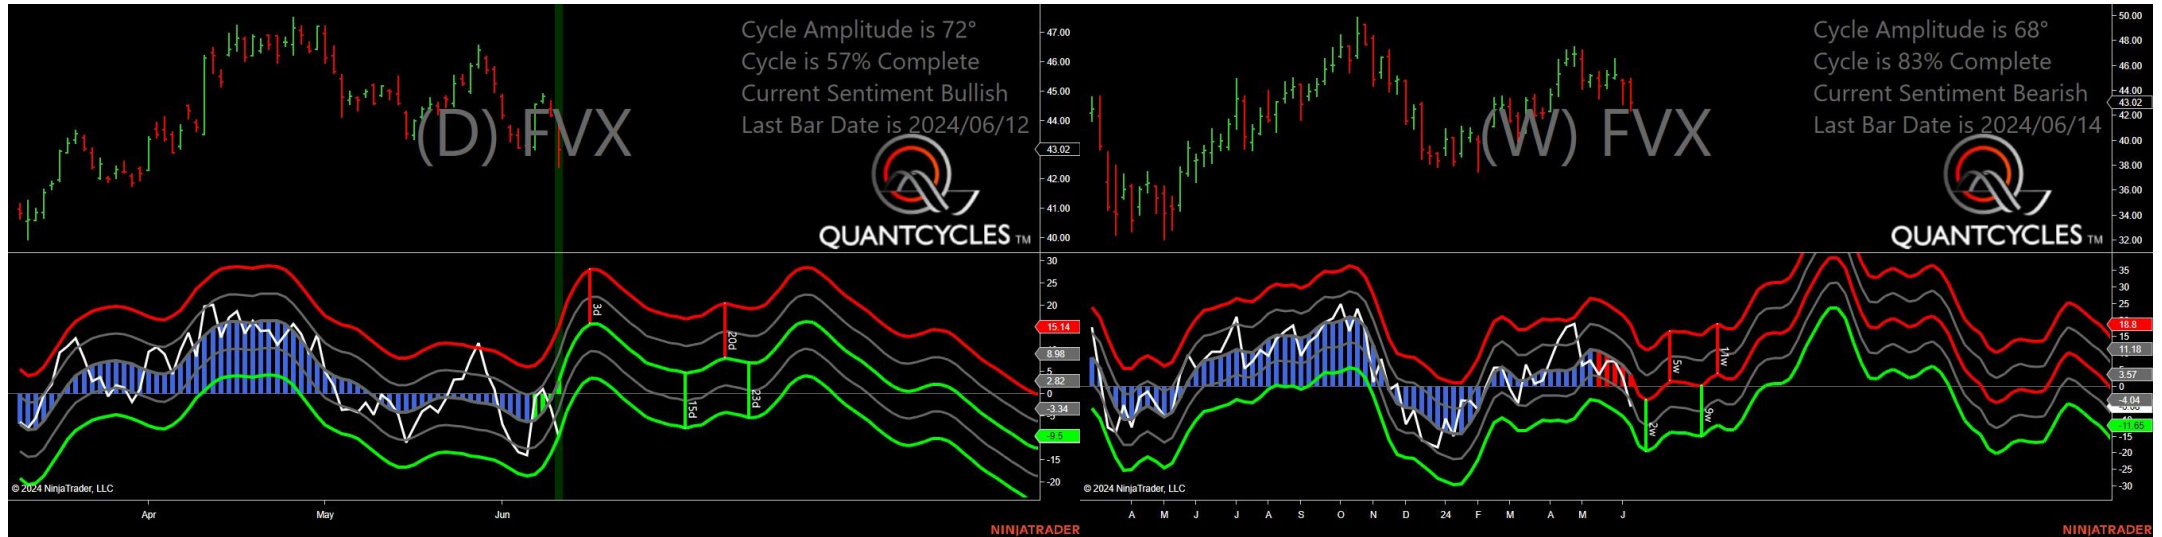 Cycle Amplitude is 72°
Cycle is 57% Complete
Current Sentiment Bullish
Last Bar Date is 2024/06/12
(D) FVX
QUANTCYCLES TM
47.00
46.00
45.00
44.00
43.02
42.00
41.00
40.00
30
25
20
15.14
8.98
5
2.82
0
-3.34
-9.5
-15
-20
3d
15d
20d
23d
© 2024 NinjaTrader, LLC
Apr
May
Jun
NINJATRADER
Cycle Amplitude is 68°
Cycle is 83% Complete
Current Sentiment Bearish
Last Bar Date is 2024/06/14
(W) FVX
QUANTCYCLES TM
50.00
48.00
46.00
44.00
43.02
42.00
40.00
38.00
36.00
34.00
32.00
35
30
25
18.8
15
11.18
3.57
0
-4.04
-11.65
-15
-20
-25
-30
2w
5w
9w
11w
© 2024 NinjaTrader, LLC
A
M
J
J
A
S
O
N
D
24
F
M
A
M
J
NINJATRADER